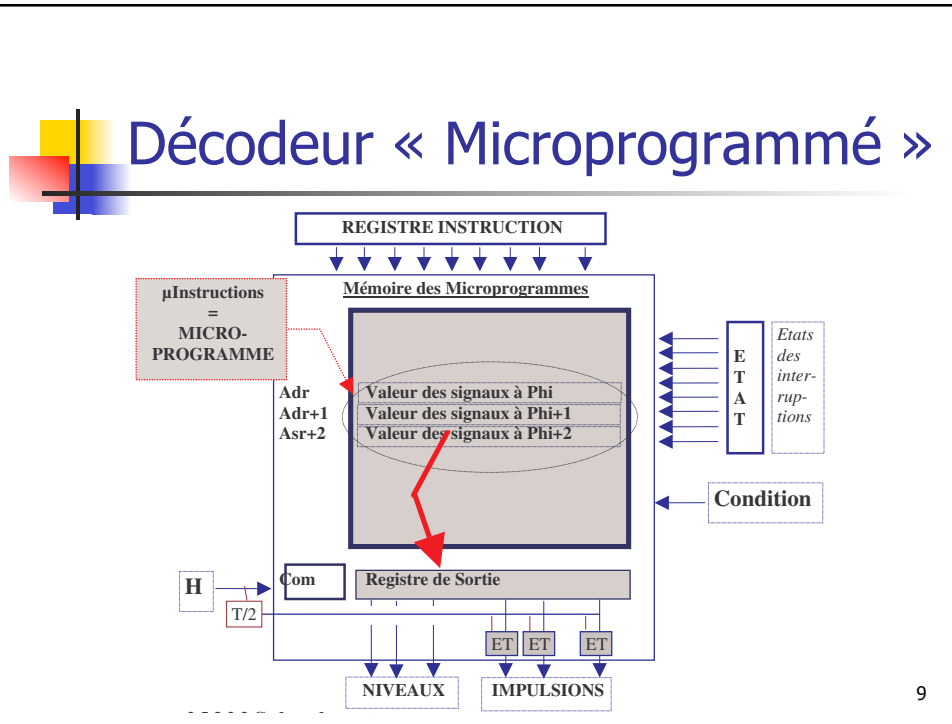 Décodeur « Microprogrammé »
REGISTRE INSTRUCTION
Mémoire des Microprogrammes
µInstructions
=
MICRO-
PROGRAMME
Adr
Valeur des signaux à Phi
Adr+1
Valeur des signaux à Phi+1
Asr+2
Valeur des signaux à Phi+2
E
T
A
T
Etats
des
inter-
rup-
tions
Condition
H
Com
Registre de Sortie
T/2
ET
ET
ET
NIVEAUX
IMPULSIONS
9